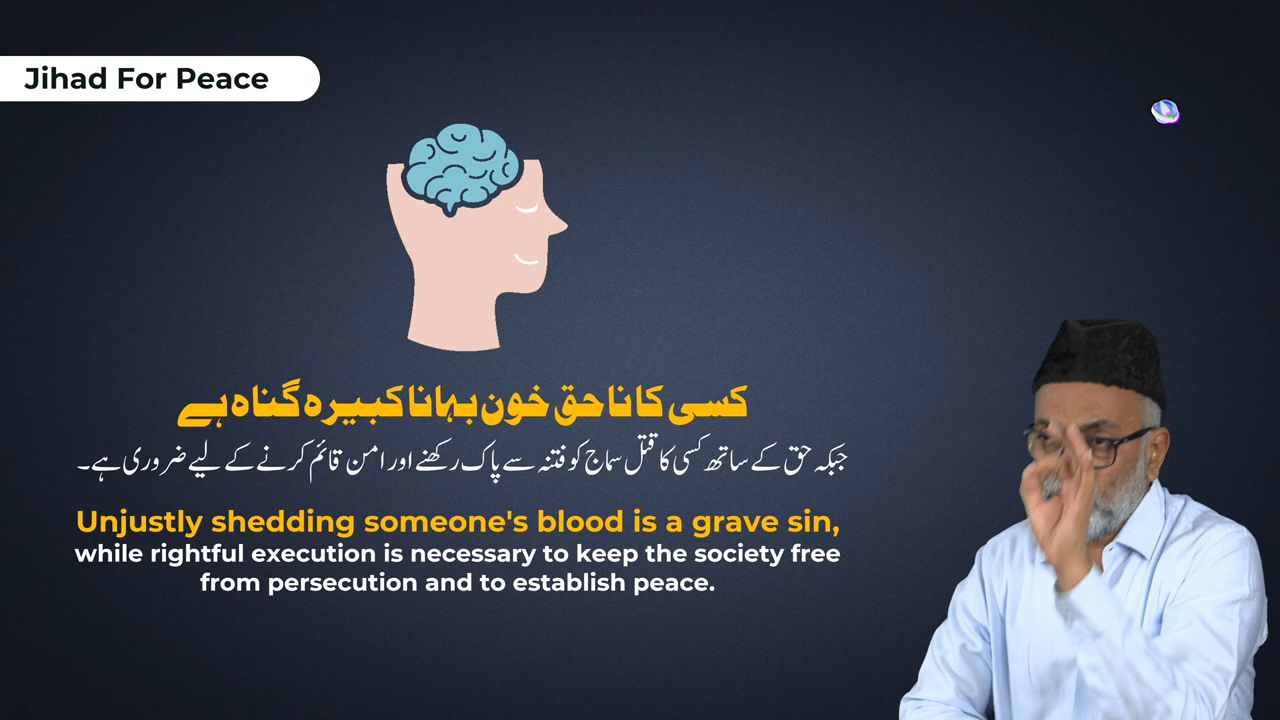 Jihad For Peace
کسی کا ناحق خون بہانا کبیرہ گناہ ہے
جبکہ حق کے ساتھ کسی کا قتل سماج کو فتنہ سے پاک رکھنے اور امن قائم کرنے کے لیے ضروری ہے۔
Unjustly shedding someone's blood is a grave sin,
while rightful execution is necessary to keep the society free
from persecution and to establish peace.